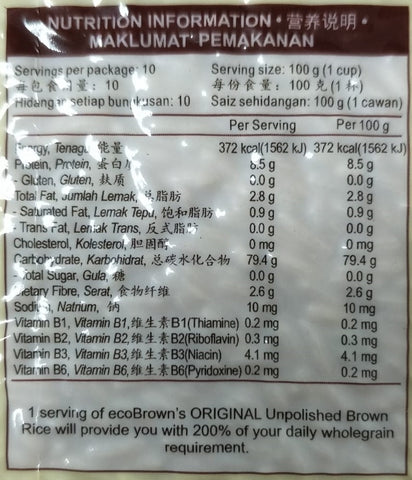 NUTRITION INFORMATION • 营养说明 •
MAKLUMAT PEMAKANAN
Servings per package: 10 Serving size: 100 g (1 cup)
每包食用量: 10 每份食量: 100 克(1 杯)
Hidangan setiap bungkusan: 10 Saiz sehidangan: 100 g (1 cawan)
Per Serving Per 100 g
Energy, Tenaga, 能量 372 kcal(1562 kJ) 372 kcal(1562 kJ)
Protein, Protein, 蛋白质 8.5 g 8.5 g
- Gluten, Gluten, 麸质 0.0 g 0.0 g
Total Fat, Jumlah Lemak, 总脂肪 2.8 g 2.8 g
- Saturated Fat, Lemak Tepu, 饱和脂肪 0.9 g 0.9 g
- Trans Fat, Lemak Trans, 反式脂肪 0.0 g 0.0 g
Cholesterol, Kolesterol, 胆固醇 0 mg 0 mg
Carbohydrate, Karbohidrat, 总碳水化合物 79.4 g 79.4 g
- Total Sugar, Gula, 糖 0.0 g 0.0 g
Dietary Fibre, Serat, 食物纤维 2.6 g 2.6 g
Sodium, Natrium, 钠 10 mg 10 mg
Vitamin B1, Vitamin B1, 维生素B1(Thiamine) 0.2 mg 0.2 mg
Vitamin B2, Vitamin B2, 维生素B2(Riboflavin) 0.3 mg 0.3 mg
Vitamin B3, Vitamin B3, 维生素B3(Niacin) 4.1 mg 4.1 mg
Vitamin B6, Vitamin B6, 维生素B6(Pyridoxine) 0.2 mg 0.2 mg
1 serving of ecoBrown's ORIGINAL Unpolished Brown
Rice will provide you with 200% of your daily wholegrain
requirement.